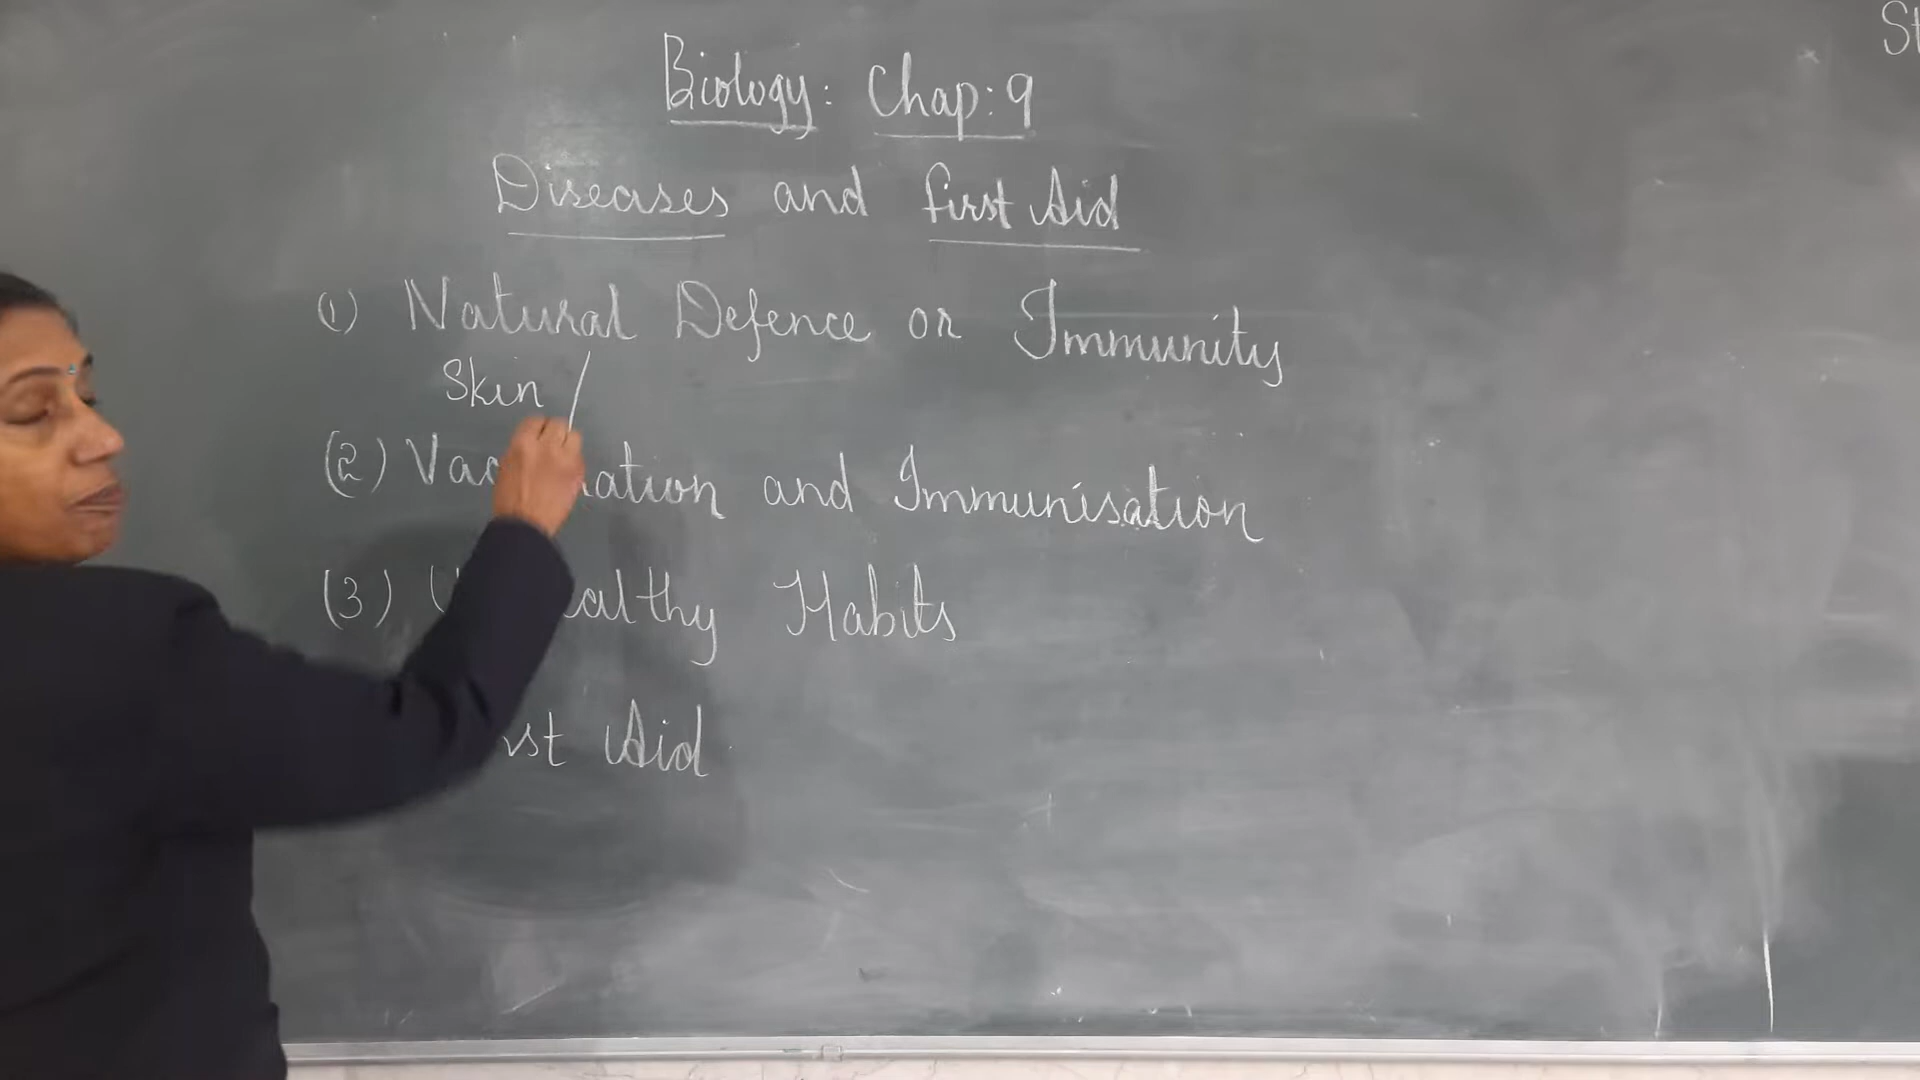 Biology: Chap: 9
Diseases and First Aid
(1) Natural Defence or Immunity
Skin /
(2) and Immunisation
(3) Habits
Aid